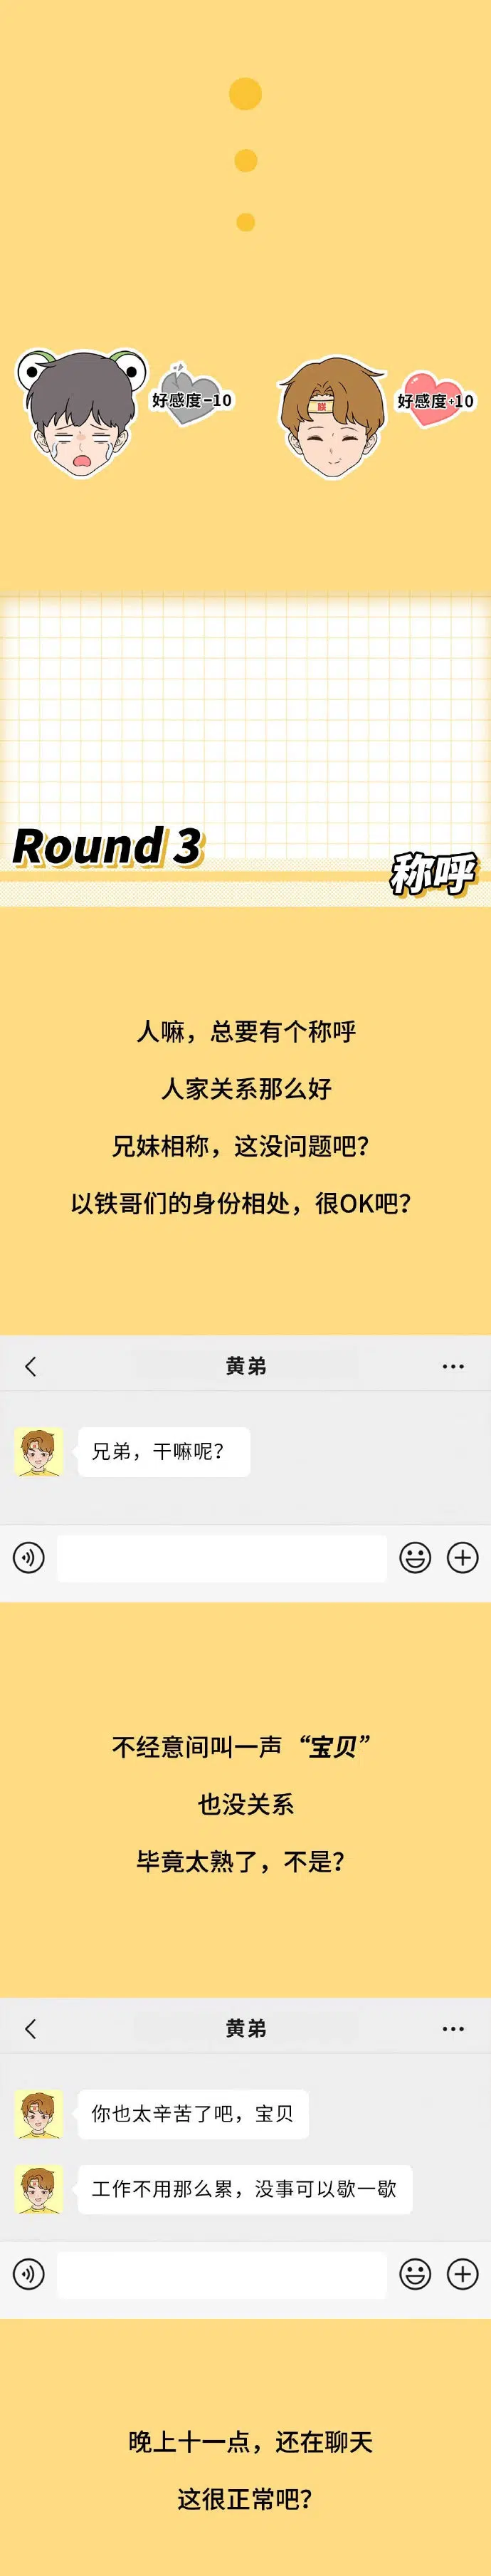 好感度-10
好感度+10
朕
Round 3
称呼
人嘛，总要有个称呼
人家关系那么好
兄妹相称，这没问题吧？
以铁哥们的身份相处，很OK吧？
黄弟
兄弟，干嘛呢？
不经意间叫一声“宝贝”
也没关系
毕竟太熟了，不是？
黄弟
你也太辛苦了吧，宝贝
工作不用那么累，没事可以歇一歇
晚上十一点，还在聊天
这很正常吧？